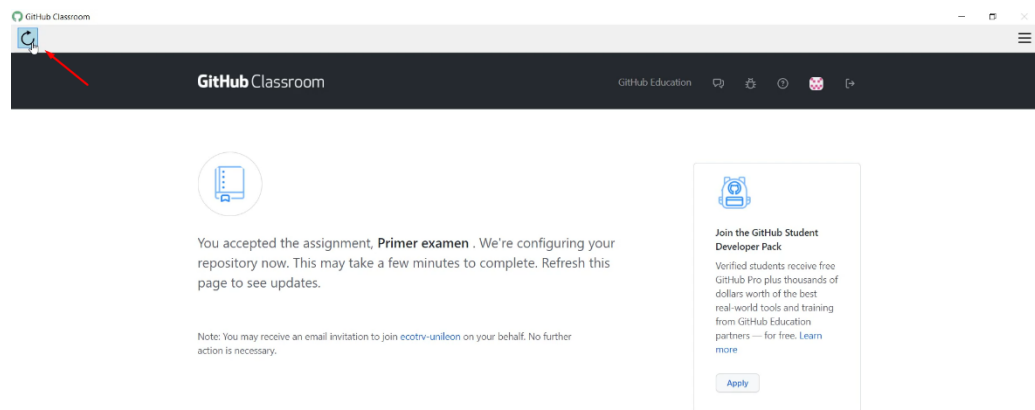 GitHub Classroom
GitHub Classroom
GitHub Education
You accepted the assignment, Primer examen . We're configuring your
repository now. This may take a few minutes to complete. Refresh this
page to see updates.
Note: You may receive an email invitation to join ecotrv-unileon on your behalf. No further
action is necessary.
Join the GitHub Student
Developer Pack
Verified students receive free
GitHub Pro plus thousands of
dollars worth of the best
real-world tools and training
from GitHub Education
partners — for free. Learn
more
Apply